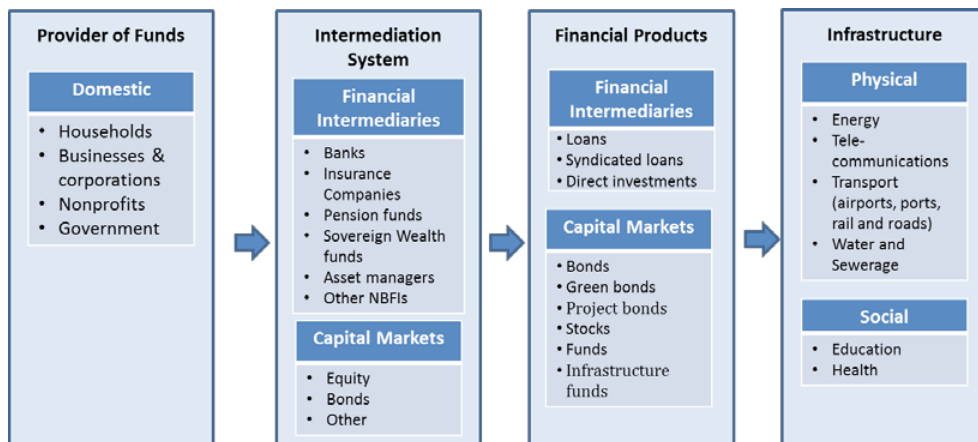 Provider of Funds
Domestic
• Households
• Businesses &
corporations
• Nonprofits
• Government
Intermediation
System
Financial
Intermediaries
• Banks
• Insurance
Companies
• Pension funds
• Sovereign Wealth
funds
• Asset managers
• Other NBFIs
Capital Markets
• Equity
• Bonds
• Other
Financial Products
Financial
Intermediaries
• Loans
• Syndicated loans
• Direct investments
Capital Markets
• Bonds
• Green bonds
• Project bonds
• Stocks
• Funds
• Infrastructure
funds
Infrastructure
Physical
• Energy
• Tele-
communications
• Transport
(airports, ports,
rail and roads)
• Water and
Sewerage
Social
• Education
• Health